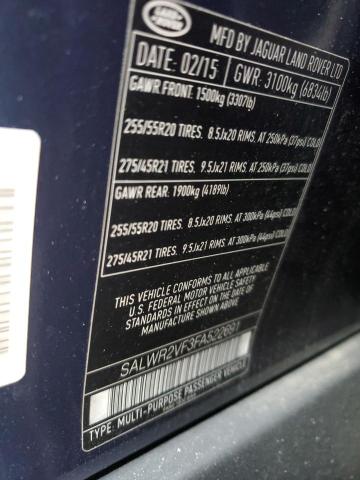 LAND ROVER
MFD BY JAGUAR LAND ROVER LTD
DATE: 02/15 GWR: 3100kg (6834lb)
GAWR FRONT: 1500kg (3307lb)
255/55R20 TIRES. 8.5Jx20 RIMS. AT 250kPa (37psi) COLD
275/45R21 TIRES. 9.5Jx21 RIMS. AT 250kPa (37psi) COLD
GAWR REAR: 1900kg (4189lb)
255/55R20 TIRES. 8.5Jx20 RIMS. AT 300kPa (44psi) COLD
275/45R21 TIRES. 9.5Jx21 RIMS. AT 300kPa (44psi) COLD
THIS VEHICLE CONFORMS TO ALL APPLICABLE
U.S. FEDERAL MOTOR VEHICLE SAFETY
STANDARDS IN EFFECT ON THE DATE OF
MANUFACTURE SHOWN ABOVE.
SALWR2VF3FA522691
TYPE: MULTI-PURPOSE PASSENGER VEHICLE